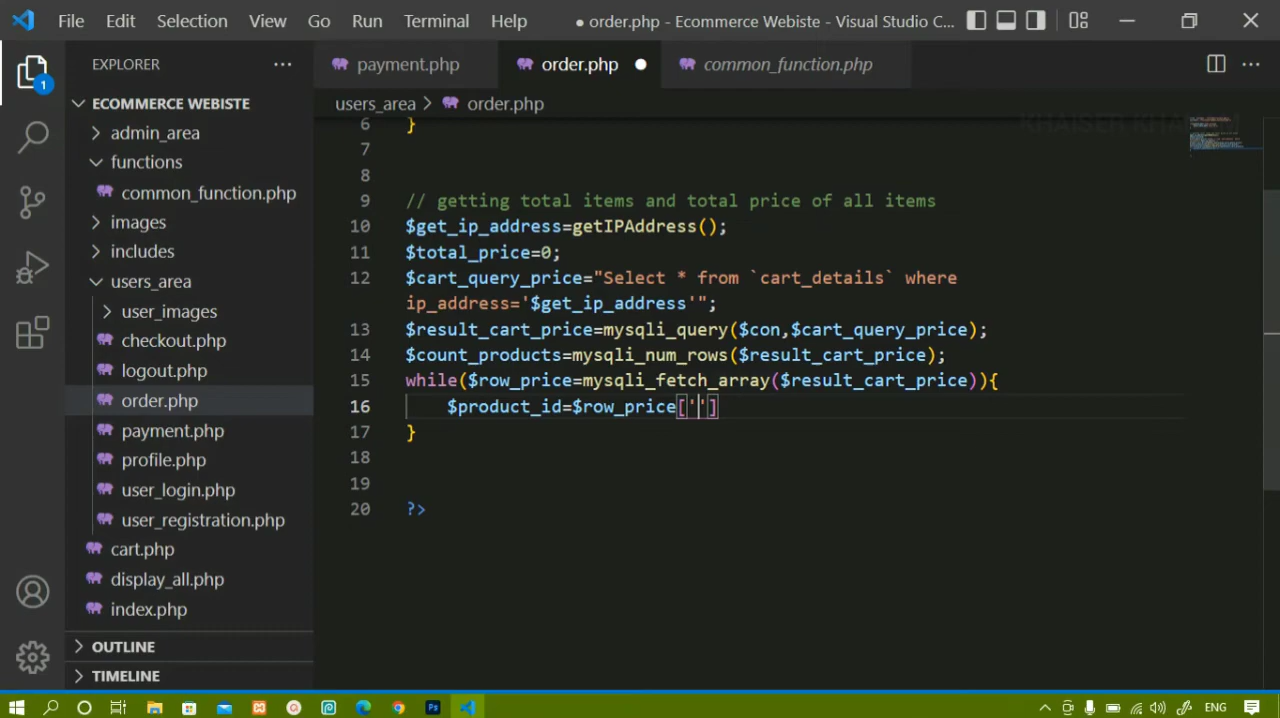 File Edit Selection View Go Run Terminal Help
● order.php - Ecommerce Webiste - Visual Studio C...
EXPLORER
payment.php
order.php
common_function.php
1
ECOMMERCE WEBISTE
users_area > order.php
admin_area
functions
common_function.php
images
includes
users_area
user_images
checkout.php
logout.php
order.php
payment.php
profile.php
user_login.php
user_registration.php
cart.php
display_all.php
index.php
OUTLINE
TIMELINE
6 }
7
8
9 // getting total items and total price of all items
10 $get_ip_address=getIPAddress();
11 $total_price=0;
12 $cart_query_price="Select * from `cart_details` where
ip_address='$get_ip_address'";
13 $result_cart_price=mysqli_query($con,$cart_query_price);
14 $count_products=mysqli_num_rows($result_cart_price);
15 while($row_price=mysqli_fetch_array($result_cart_price)){
16 $product_id=$row_price['']
17 }
18
19
20 ?>
ENG